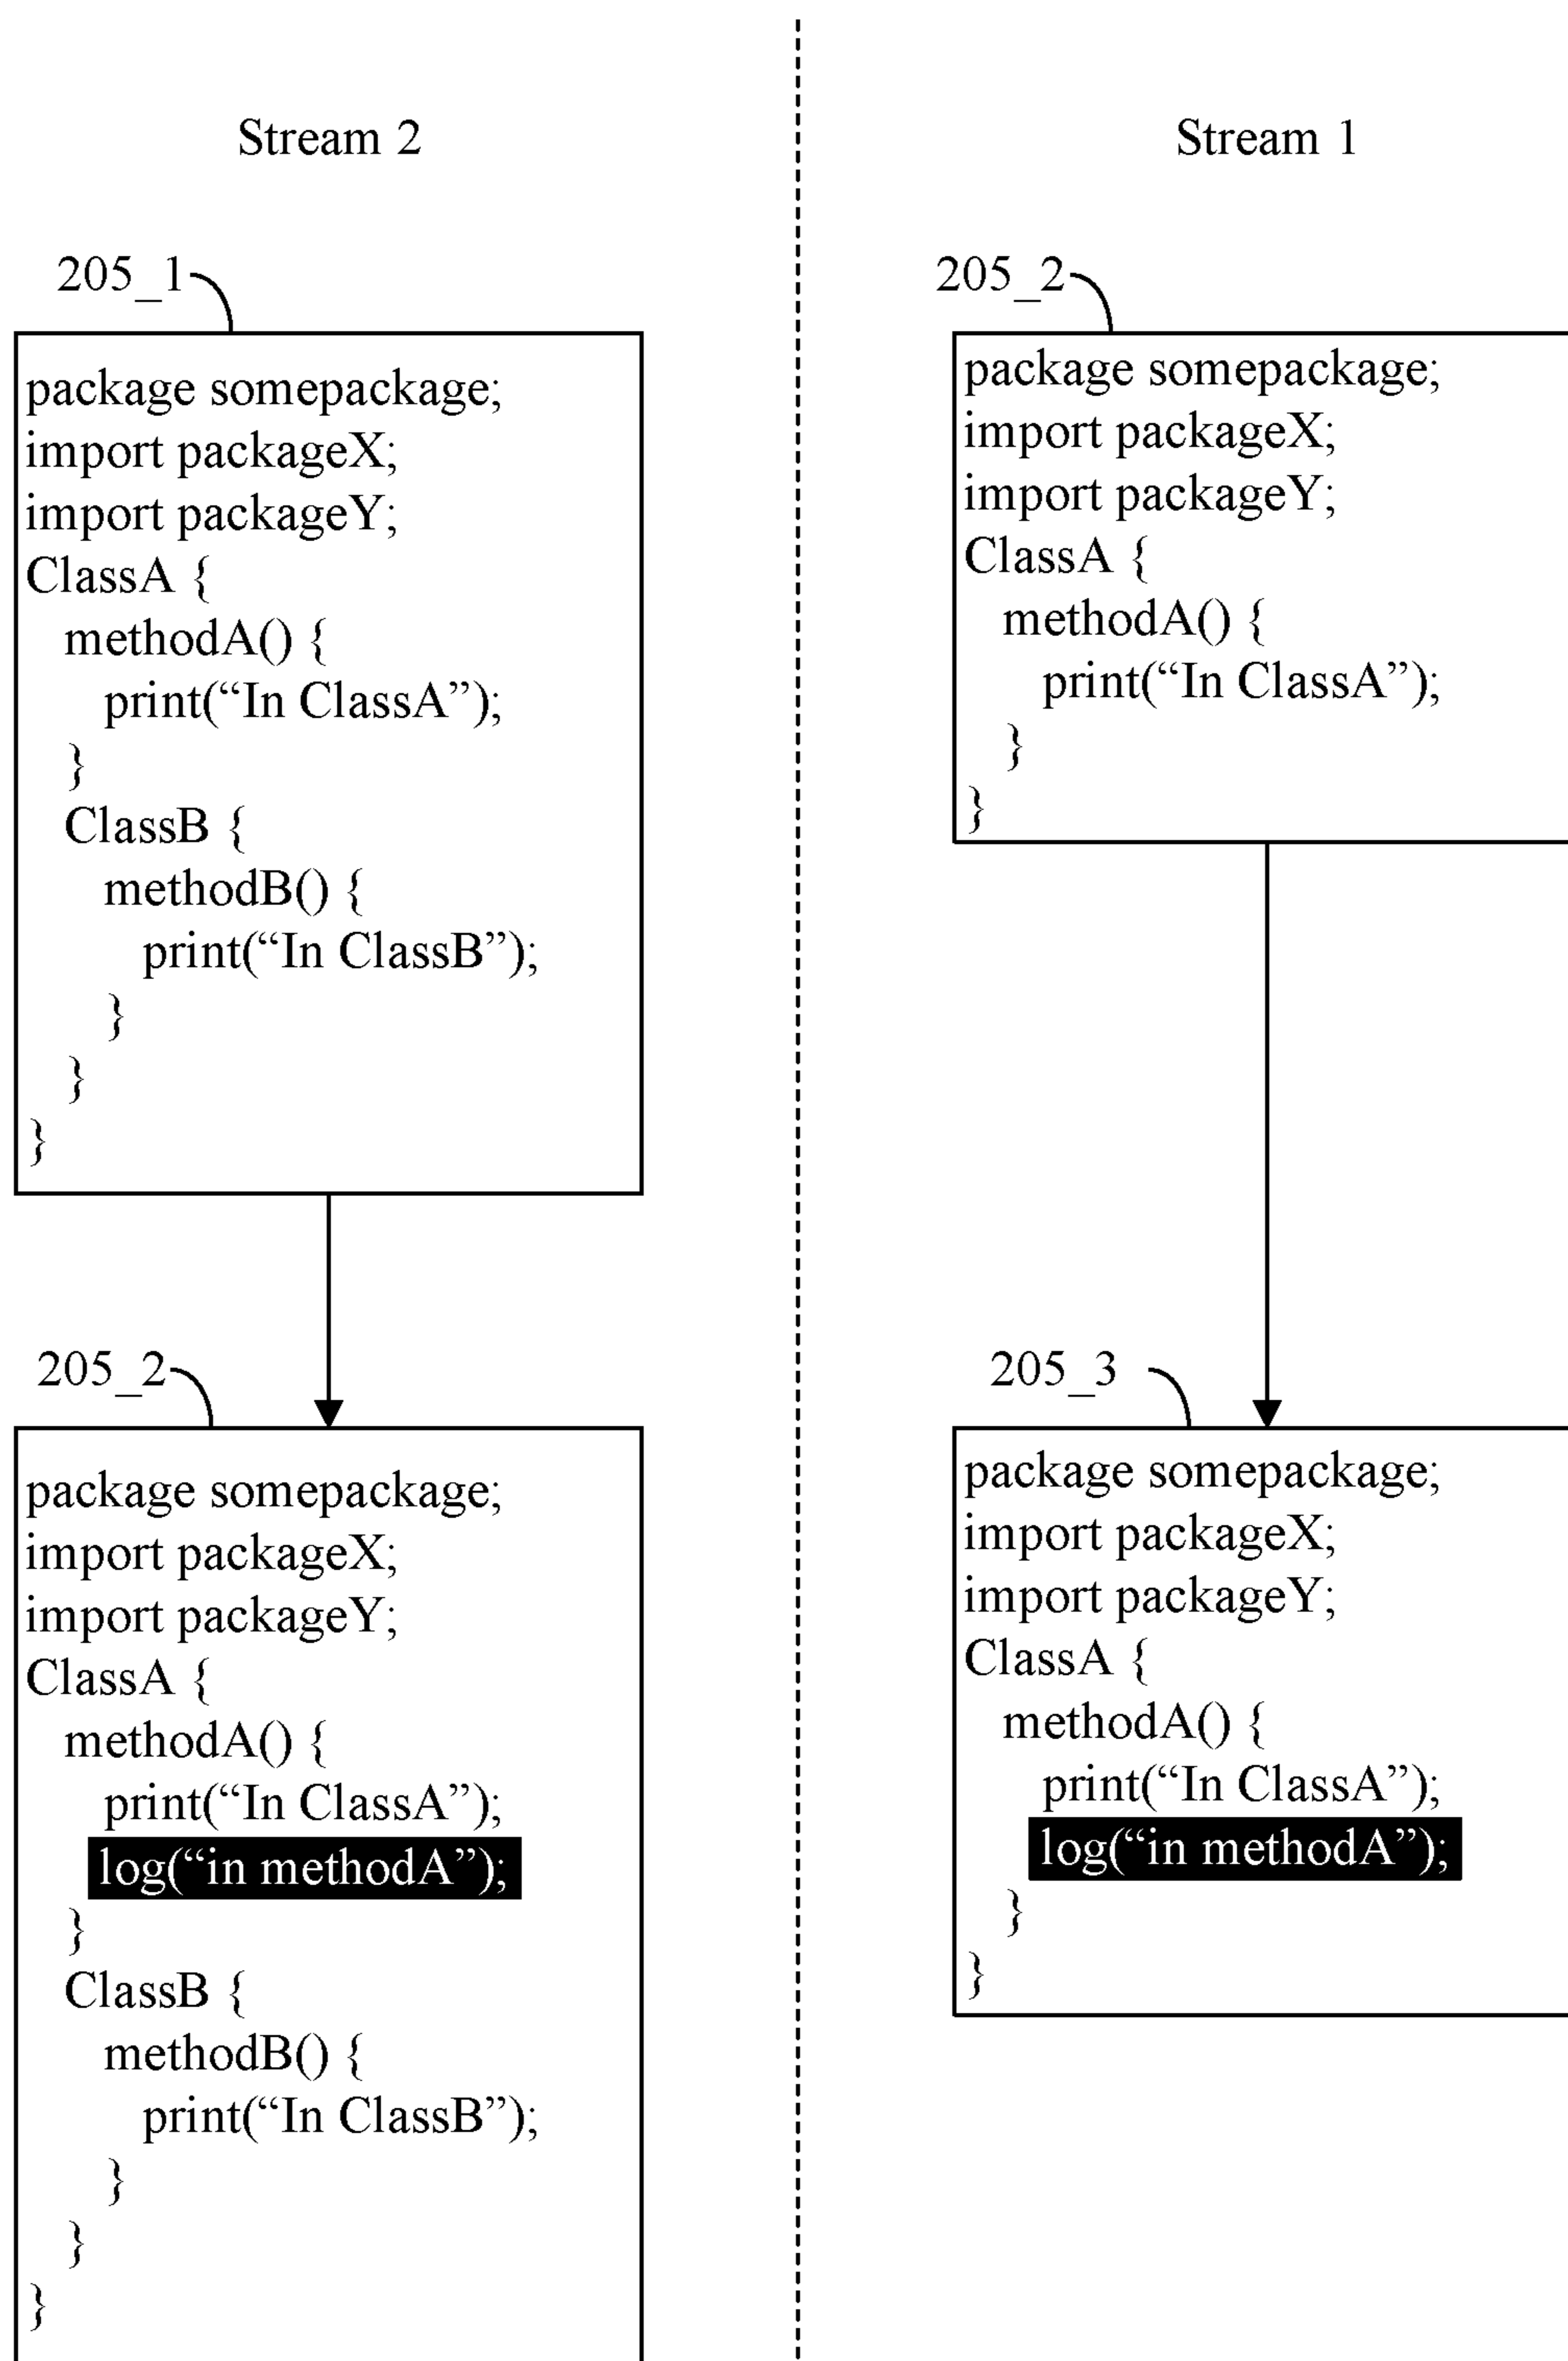 Stream 2
205_1
package somepackage;
import packageX;
import packageY;
ClassA {
methodA() {
print(“In ClassA”);
}
ClassB {
methodB() {
print(“In ClassB”);
}
}
}
205_2
package somepackage;
import packageX;
import packageY;
ClassA {
methodA() {
print(“In ClassA”);
log(“in methodA”);
}
ClassB {
methodB() {
print(“In ClassB”);
}
}
}
Stream 1
205_2
package somepackage;
import packageX;
import packageY;
ClassA {
methodA() {
print(“In ClassA”);
}
}
205_3
package somepackage;
import packageX;
import packageY;
ClassA {
methodA() {
print(“In ClassA”);
log(“in methodA”);
}
}